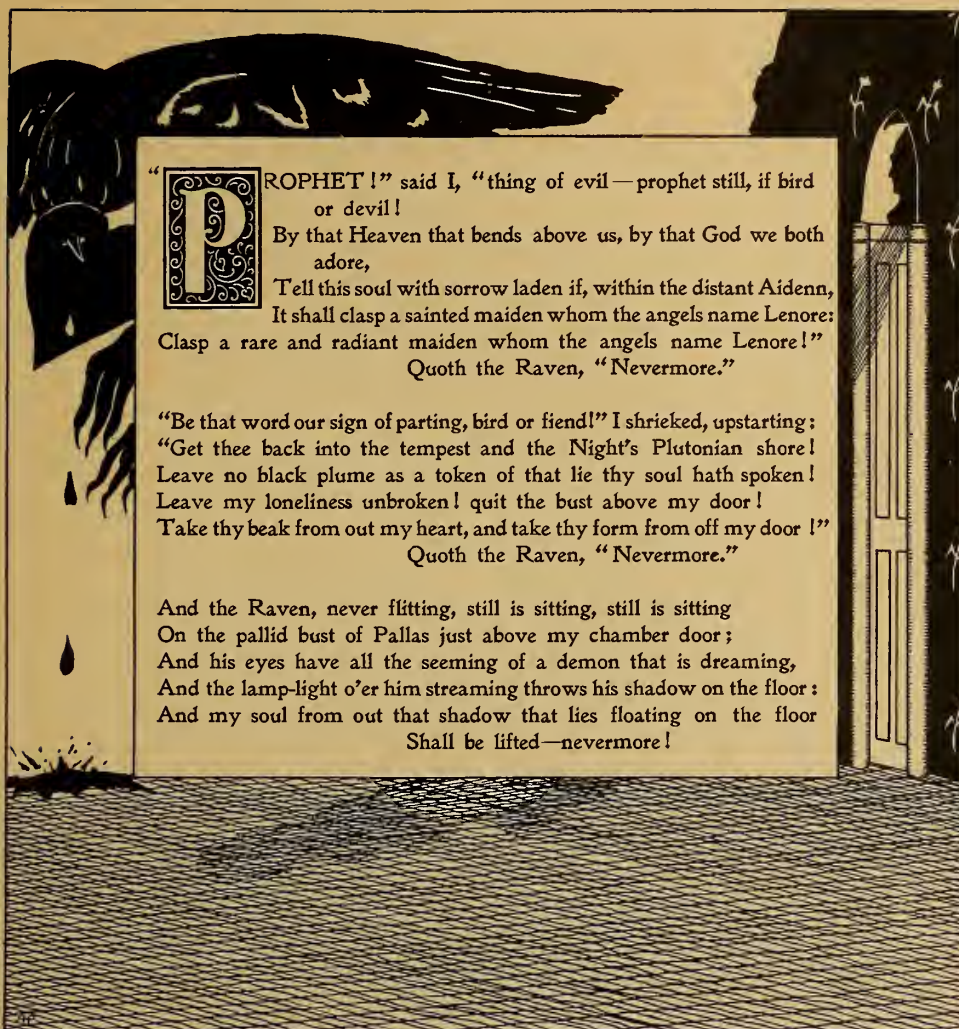 "PROPHET!" said I, "thing of evil—prophet still, if bird
or devil!
By that Heaven that bends above us, by that God we both
adore,
Tell this soul with sorrow laden if, within the distant Aidenn,
It shall clasp a sainted maiden whom the angels name Lenore:
Clasp a rare and radiant maiden whom the angels name Lenore!"
Quoth the Raven, "Nevermore."
"Be that word our sign of parting, bird or fiend!" I shrieked, upstarting:
"Get thee back into the tempest and the Night's Plutonian shore!
Leave no black plume as a token of that lie thy soul hath spoken!
Leave my loneliness unbroken! quit the bust above my door!
Take thy beak from out my heart, and take thy form from off my door!"
Quoth the Raven, "Nevermore."
And the Raven, never flitting, still is sitting, still is sitting
On the pallid bust of Pallas just above my chamber door;
And his eyes have all the seeming of a demon that is dreaming,
And the lamp-light o'er him streaming throws his shadow on the floor:
And my soul from out that shadow that lies floating on the floor
Shall be lifted—nevermore!